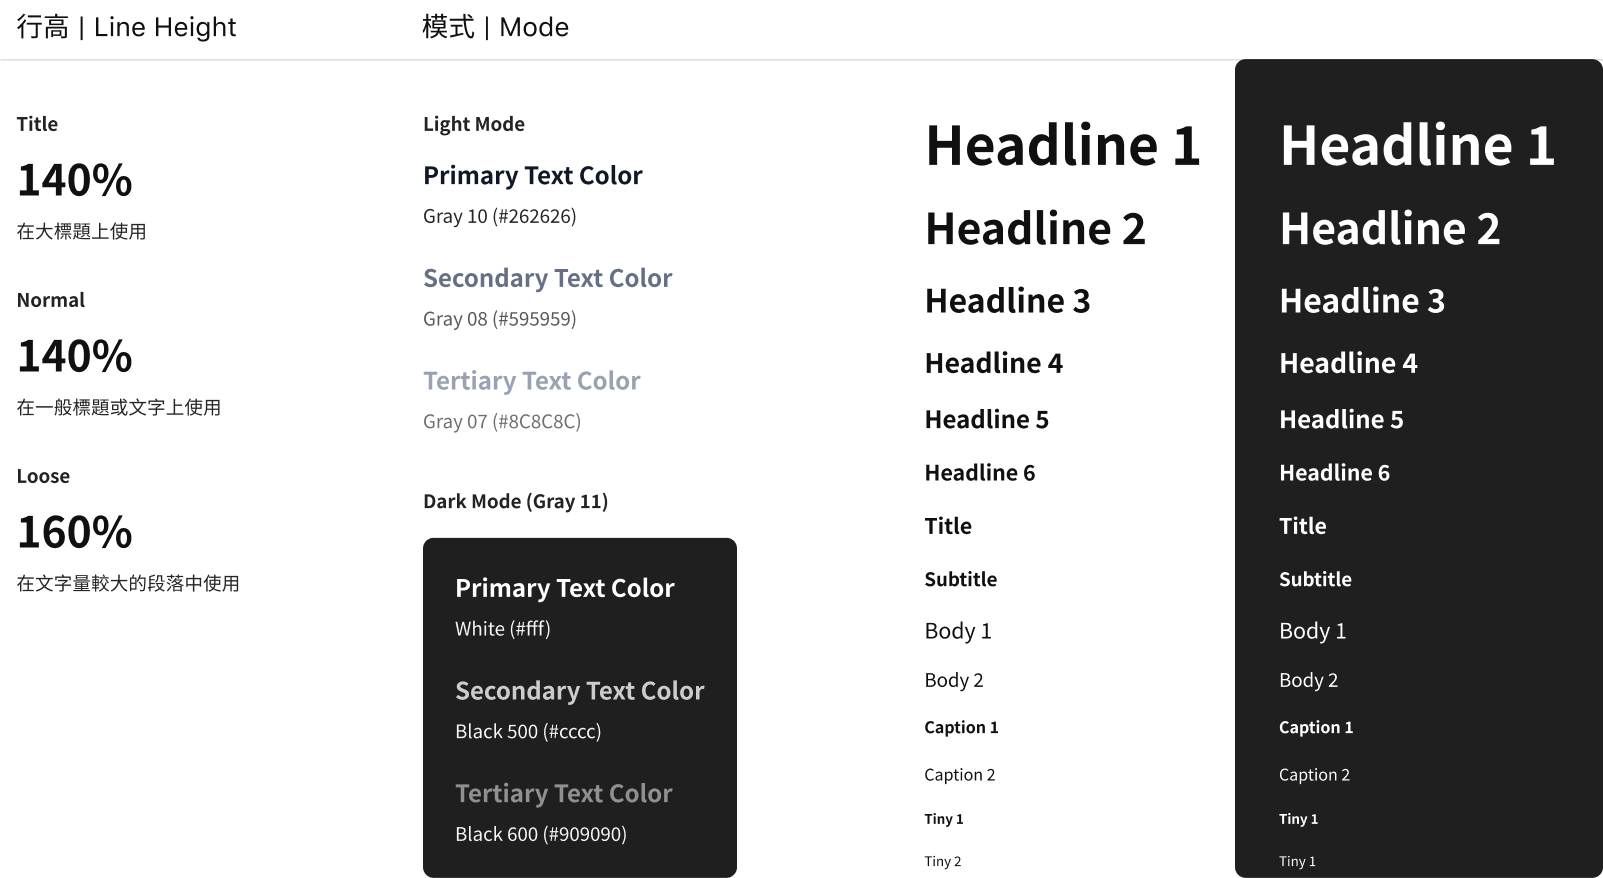 行高 | Line Height
模式 | Mode
Title
140%
在大標題上使用
Normal
140%
在一般標題或文字上使用
Loose
160%
在文字量較大的段落中使用
Light Mode
Primary Text Color
Gray 10 (#262626)
Secondary Text Color
Gray 08 (#595959)
Tertiary Text Color
Gray 07 (#8C8C8C)
Dark Mode (Gray 11)
Primary Text Color
White (#fff)
Secondary Text Color
Black 500 (#cccc)
Tertiary Text Color
Black 600 (#909090)
Headline 1
Headline 2
Headline 3
Headline 4
Headline 5
Headline 6
Title
Subtitle
Body 1
Body 2
Caption 1
Caption 2
Tiny 1
Tiny 2
Headline 1
Headline 2
Headline 3
Headline 4
Headline 5
Headline 6
Title
Subtitle
Body 1
Body 2
Caption 1
Caption 2
Tiny 1
Tiny 1